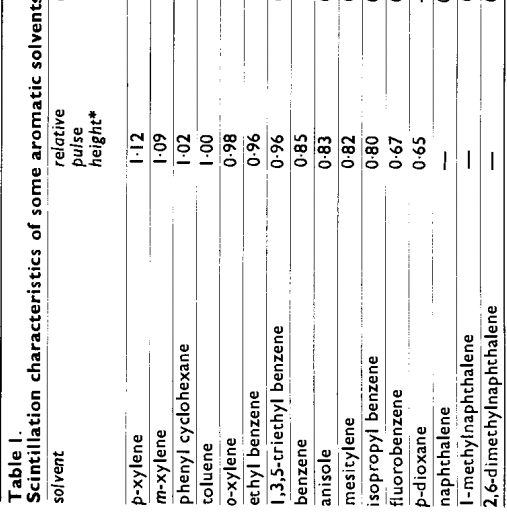 Table I.
Scintillation characteristics of some aromatic solvents
solvent relative
pulse
height*
p-xylene 1·12
m-xylene 1·09
phenyl cyclohexane 1·02
toluene 1·00
o-xylene 0·98
ethyl benzene 0·96
1,3,5-triethyl benzene 0·96
benzene 0·85
anisole 0·83
mesitylene 0·82
isopropyl benzene 0·80
fluorobenzene 0·67
p-dioxane 0·65
naphthalene —
1-methylnaphthalene —
2,6-dimethylnaphthalene —